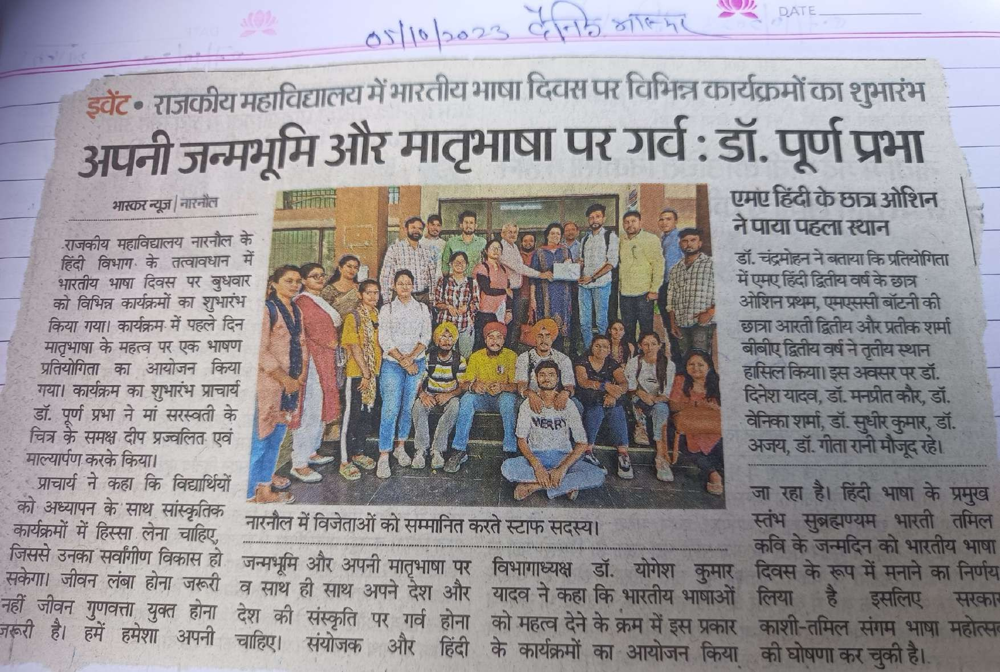 DATE
05/10/2023 दैनिक भास्कर
इवेंट • राजकीय महाविद्यालय में भारतीय भाषा दिवस पर विभिन्न कार्यक्रमों का शुभारंभ
अपनी जन्मभूमि और मातृभाषा पर गर्व : डॉ. पूर्ण प्रभा
भास्कर न्यूज | नारनौल
राजकीय महाविद्यालय नारनौल के
हिंदी विभाग के तत्वावधान में
भारतीय भाषा दिवस पर बुधवार
को विभिन्न कार्यक्रमों का शुभारंभ
किया गया। कार्यक्रम में पहले दिन
मातृभाषा के महत्व पर एक भाषण
प्रतियोगिता का आयोजन किया
गया। कार्यक्रम का शुभारंभ प्राचार्य
डॉ. पूर्ण प्रभा ने मां सरस्वती के
चित्र के समक्ष दीप प्रज्वलित एवं
माल्यार्पण करके किया।
प्राचार्य ने कहा कि विद्यार्थियों
को अध्यापन के साथ सांस्कृतिक
कार्यक्रमों में हिस्सा लेना चाहिए,
जिससे उनका सर्वांगीण विकास हो
सकेगा। जीवन लंबा होना जरूरी
नहीं जीवन गुणवत्ता युक्त होना
जरूरी है। हमें हमेशा अपनी
MERRY
नारनौल में विजेताओं को सम्मानित करते स्टाफ सदस्य।
जन्मभूमि और अपनी मातृभाषा पर
व साथ ही साथ अपने देश और
देश की संस्कृति पर गर्व होना
चाहिए। संयोजक और हिंदी
विभागाध्यक्ष डॉ. योगेश कुमार
यादव ने कहा कि भारतीय भाषाओं
को महत्व देने के क्रम में इस प्रकार
के कार्यक्रमों का आयोजन किया
एमए हिंदी के छात्र ओशिन
ने पाया पहला स्थान
डॉ. चंद्रमोहन ने बताया कि प्रतियोगिता
में एमए हिंदी द्वितीय वर्ष के छात्र
ओशिन प्रथम, एमएससी बॉटनी की
छात्रा आरती द्वितीय और प्रतीक शर्मा
बीबीए द्वितीय वर्ष ने तृतीय स्थान
हासिल किया। इस अवसर पर डॉ.
दिनेश यादव, डॉ. मनप्रीत कौर, डॉ.
वेनिका शर्मा, डॉ. सुधीर कुमार, डॉ.
अजय, डॉ. गीता रानी मौजूद रहे।
जा रहा है। हिंदी भाषा के प्रमुख
स्तंभ सुब्रह्मण्यम भारती तमिल
कवि के जन्मदिन को भारतीय भाषा
दिवस के रूप में मनाने का निर्णय
लिया है इसलिए सरकार
काशी-तमिल संगम भाषा महोत्सव
की घोषणा कर चुकी है।